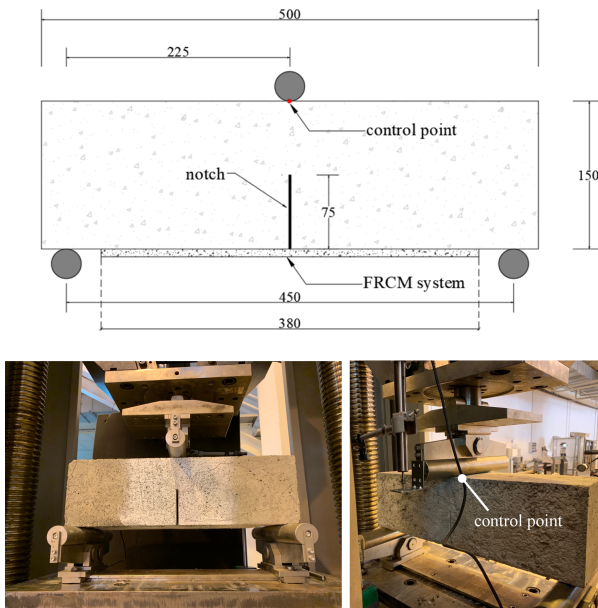 500
225
control point
150
notch
75
FRCM system
450
380
control point